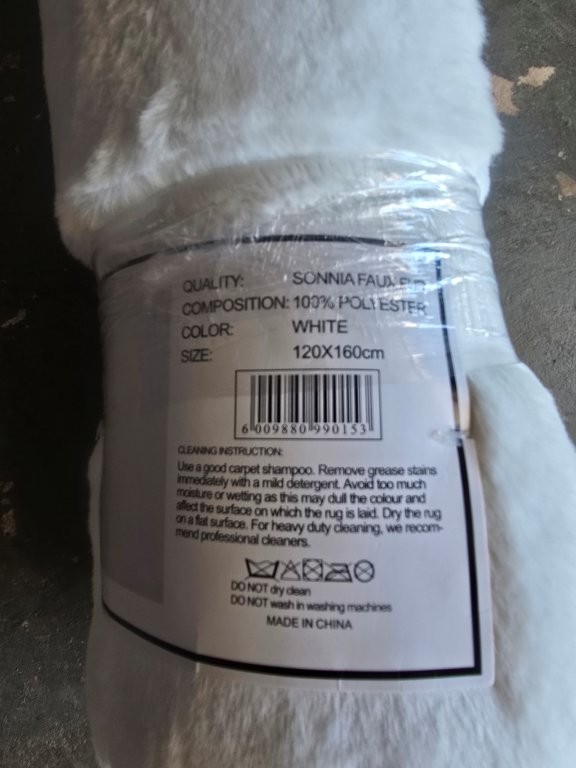 QUALITY: SONNIA FAUX FUR
COMPOSITION: 100% POLYESTER
COLOR: WHITE
SIZE: 120X160cm
6 009880 990153
CLEANING INSTRUCTION:
Use a good carpet shampoo. Remove grease stains
immediately with a mild detergent. Avoid too much
moisture or wetting as this may dull the colour and
affect the surface on which the rug is laid. Dry the rug
on a flat surface. For heavy duty cleaning, we recom-
mend professional cleaners.
DO NOT dry clean
DO NOT wash in washing machines
MADE IN CHINA